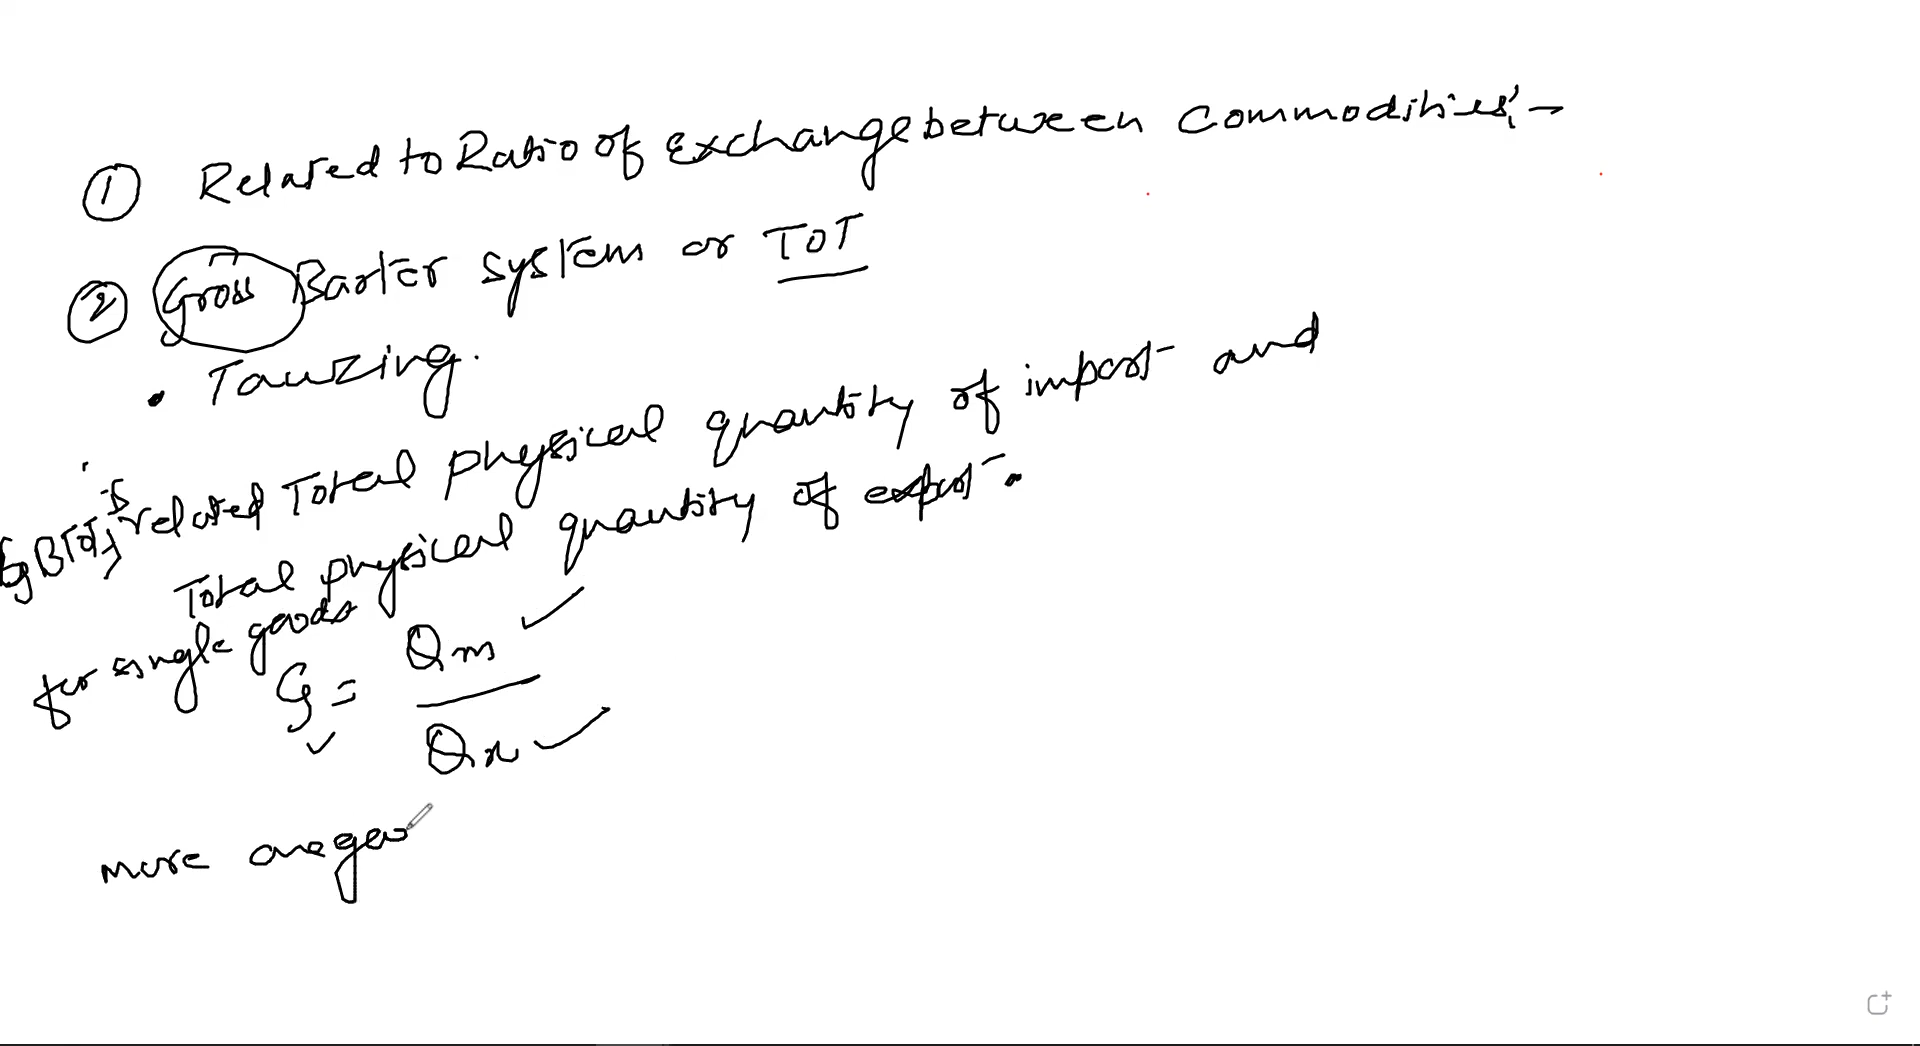 ① Related to Ratio of exchange between commodities:-
② Gross Barter system or TOT
• Tauzing.
GBTOT is related Total physical quantity of import and
Total physical quantity of export.
for single goods
G = Qm / Qx
more one goo